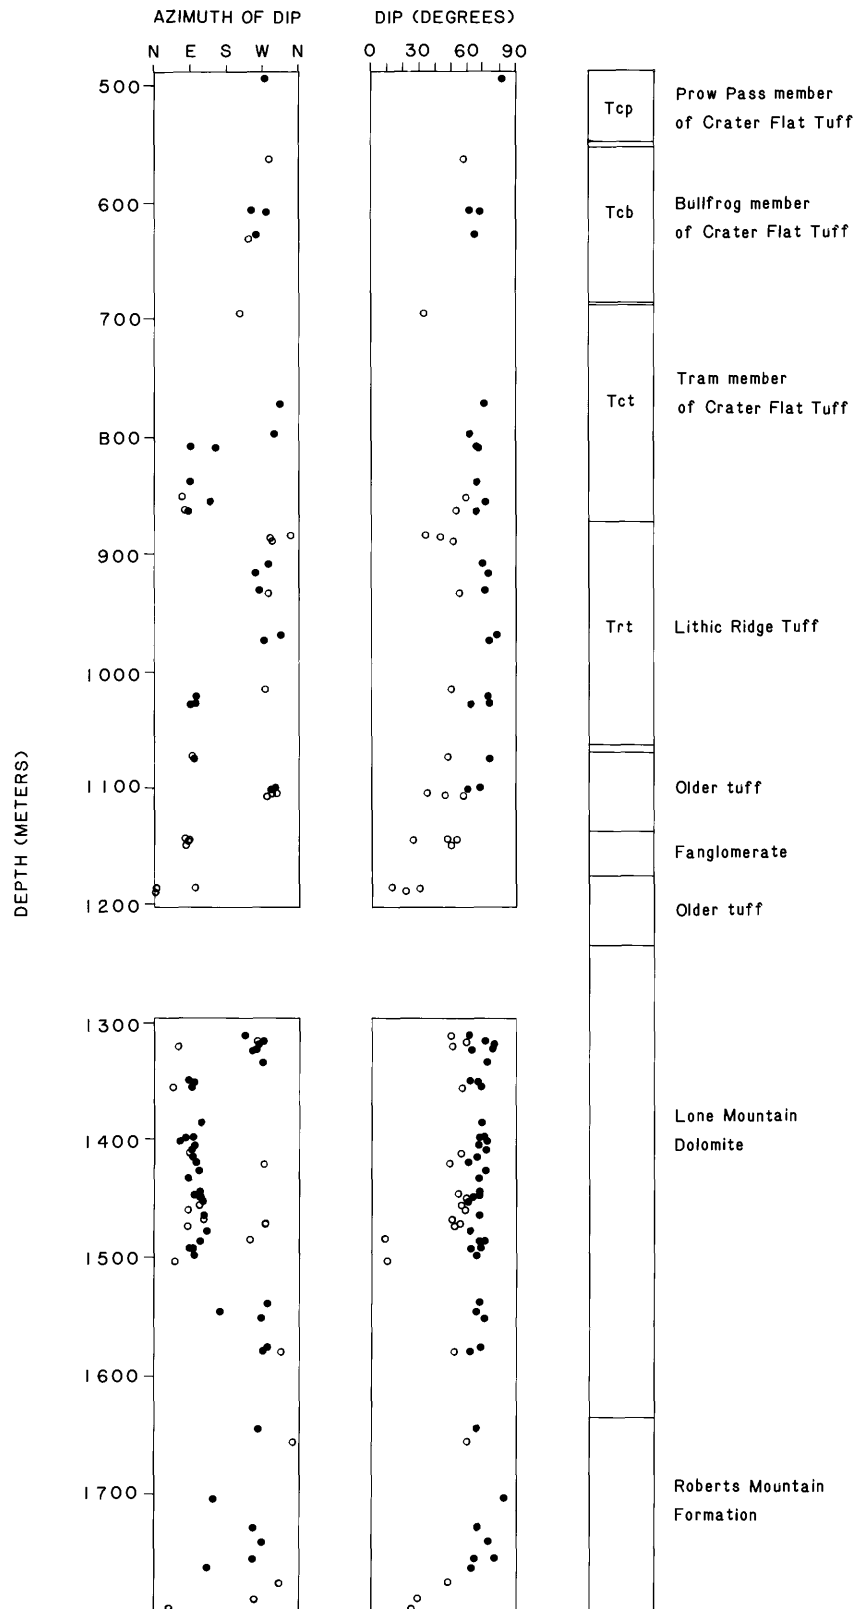 AZIMUTH OF DIP
DIP (DEGREES)
N E S W N
0 30 60 90
500
600
700
800
900
1000
1100
1200
1300
1400
1500
1600
1700
DEPTH (METERS)
Tcp
Prow Pass member
of Crater Flat Tuff
Tcb
Bullfrog member
of Crater Flat Tuff
Tct
Tram member
of Crater Flat Tuff
Trt
Lithic Ridge Tuff
Older tuff
Fanglomerate
Older tuff
Lone Mountain
Dolomite
Roberts Mountain
Formation